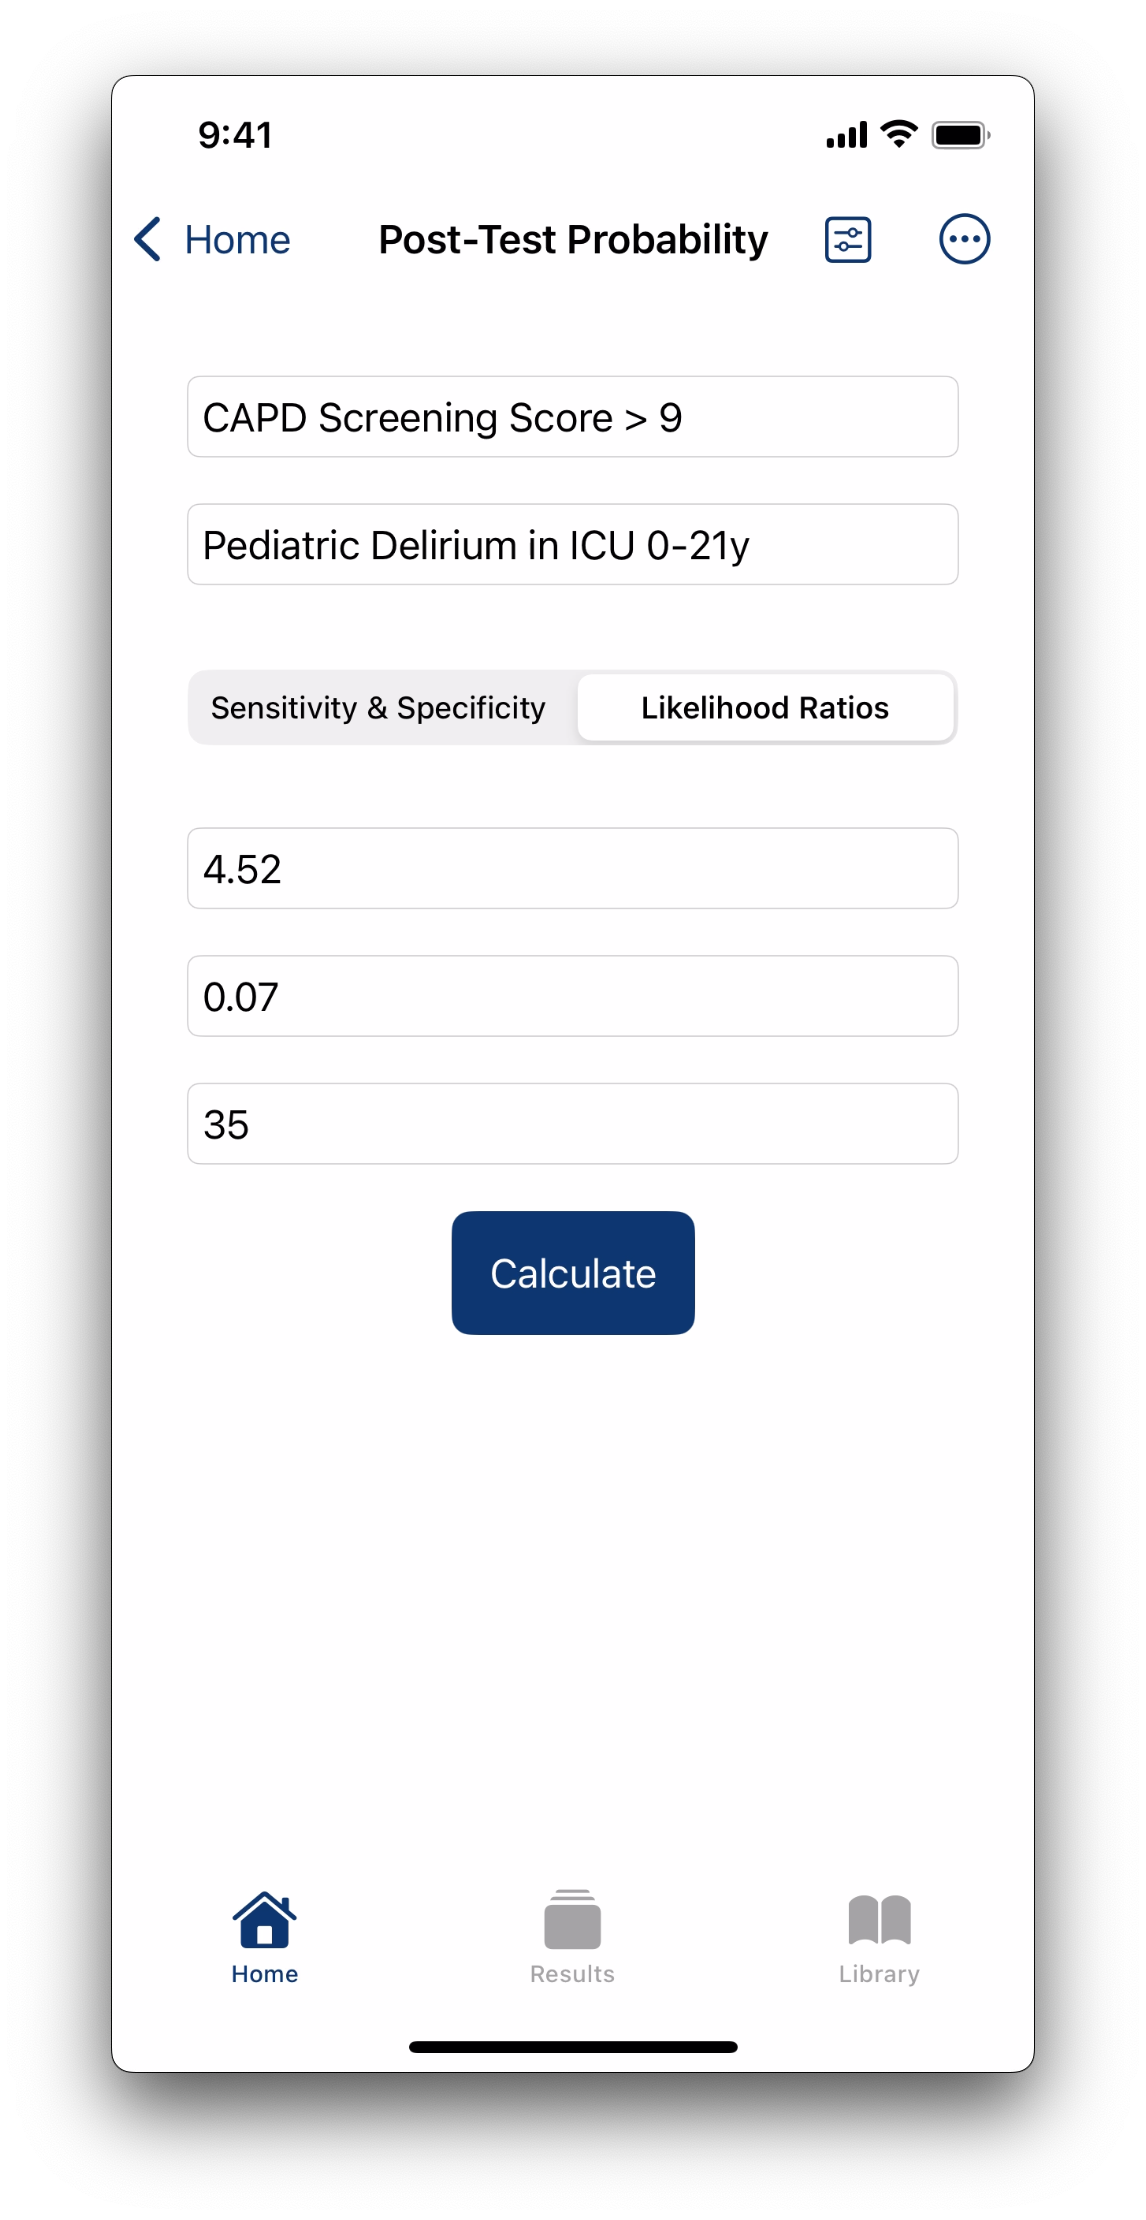 9:41
Home Post-Test Probability
CAPD Screening Score > 9
Pediatric Delirium in ICU 0-21y
Sensitivity & Specificity Likelihood Ratios
4.52
0.07
35
Calculate
Home Results Library